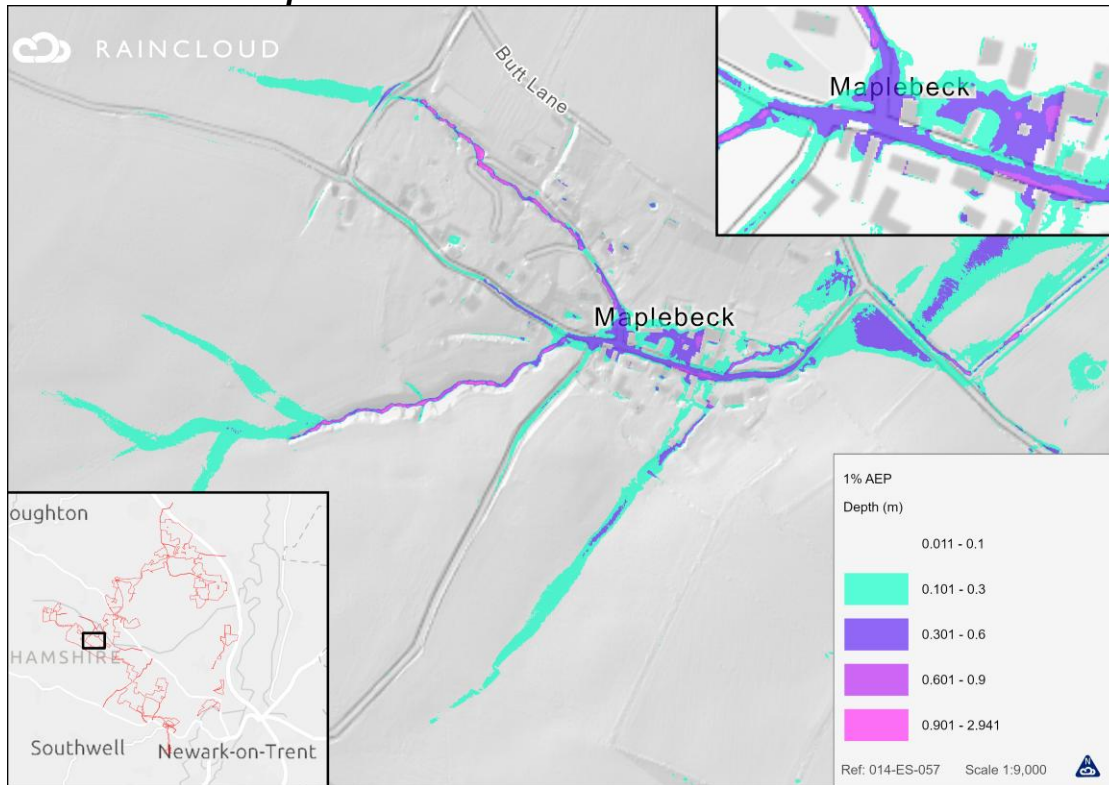 RAINCLOUD
Butt Lane
Maplebeck
Maplebeck
1% AEP
Depth (m)
0.011 - 0.1
0.101 - 0.3
0.301 - 0.6
0.601 - 0.9
0.901 - 2.941
Ref: 014-ES-057 Scale 1:9,000
N
oughton
HAMSHIRE
Southwell
Newark-on-Trent